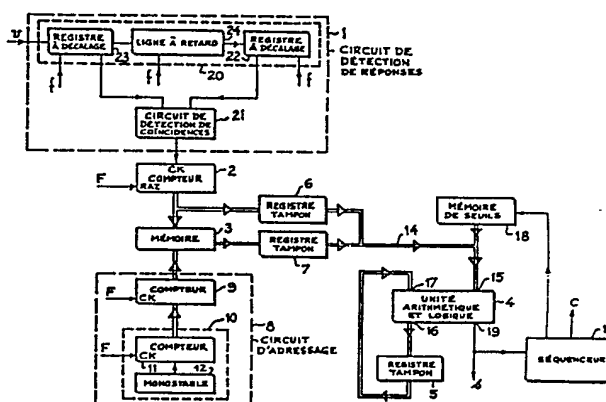 1
REGISTRE À DÉCALAGE
LIGNE À RETARD
24
REGISTRE À DÉCALAGE
v
23
22
f
f
20
f
CIRCUIT DE DÉTECTION DE RÉPONSES
CIRCUIT DE DÉTECTION DE COÏNCIDENCES
21
CK
COMPTEUR
RAZ
2
F
6
REGISTRE TAMPON
MÉMOIRE DE SEUILS
18
MÉMOIRE
3
REGISTRE TAMPON
7
14
F
COMPTEUR
CK
9
17
15
UNITÉ ARITHMÉTIQUE ET LOGIQUE
4
16
19
C
10
8
CIRCUIT D'ADRESSAGE
F
COMPTEUR
CK
11
12
MONOSTABLE
REGISTRE TAMPON
5
SÉQUENCEUR